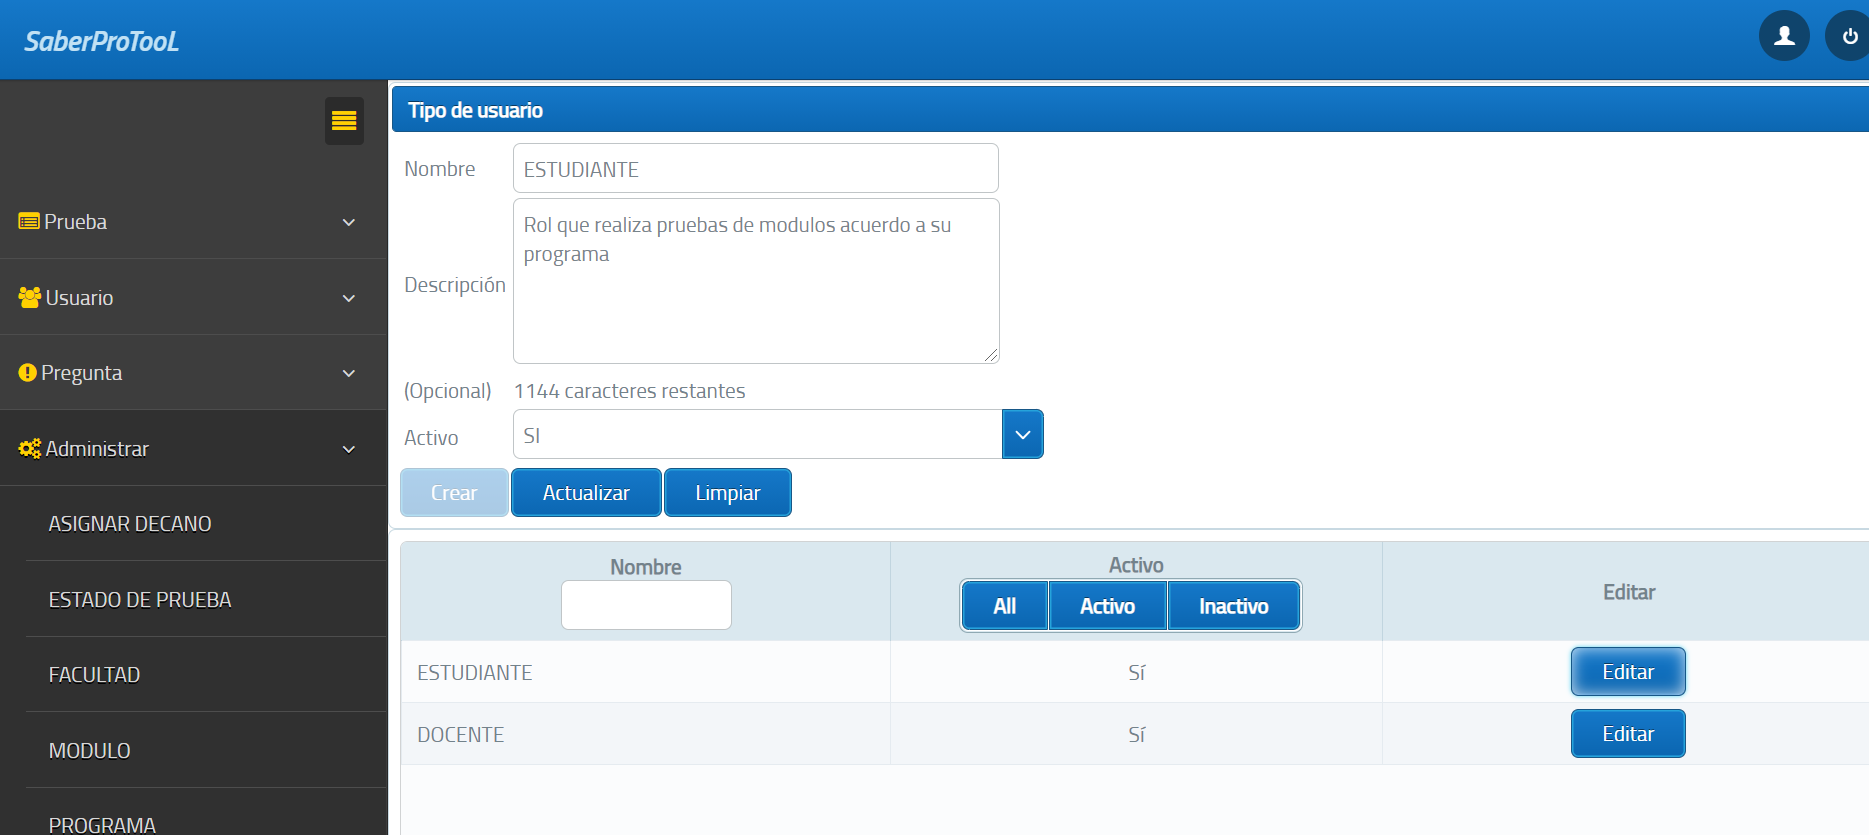 SaberProTooL
Prueba
Usuario
Pregunta
Administrar
ASIGNAR DECANO
ESTADO DE PRUEBA
FACULTAD
MODULO
PROGRAMA
Tipo de usuario
Nombre
ESTUDIANTE
Descripción
Rol que realiza pruebas de modulos acuerdo a su
programa
(Opcional) 1144 caracteres restantes
Activo
SI
Crear Actualizar Limpiar
Nombre Activo Editar
All Activo Inactivo
ESTUDIANTE Sí Editar
DOCENTE Sí Editar